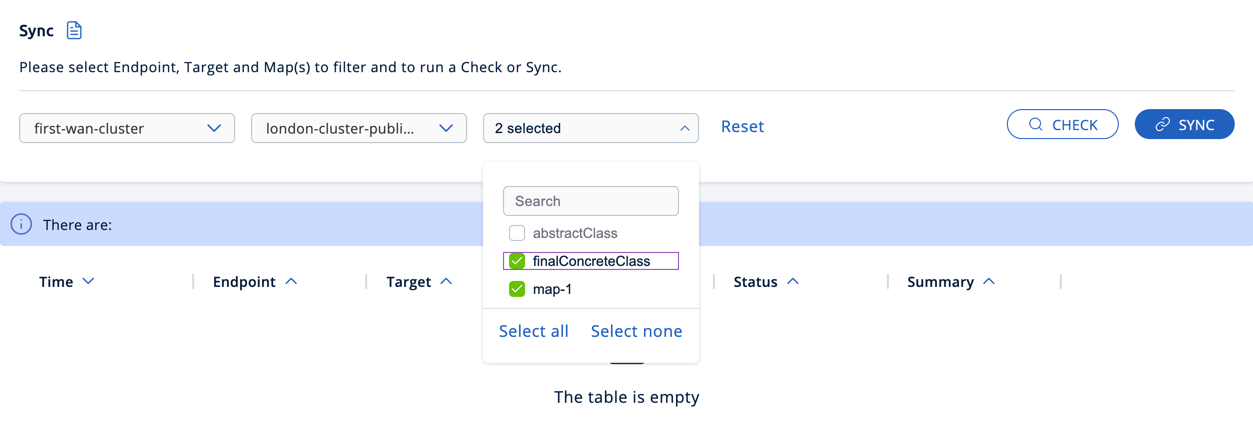 Sync
Please select Endpoint, Target and Map(s) to filter and to run a Check or Sync.
first-wan-cluster london-cluster-publi... 2 selected Reset CHECK SYNC
Search
abstractClass
finalConcreteClass
map-1
Select all Select none
There are:
Time Endpoint Target Status Summary
The table is empty